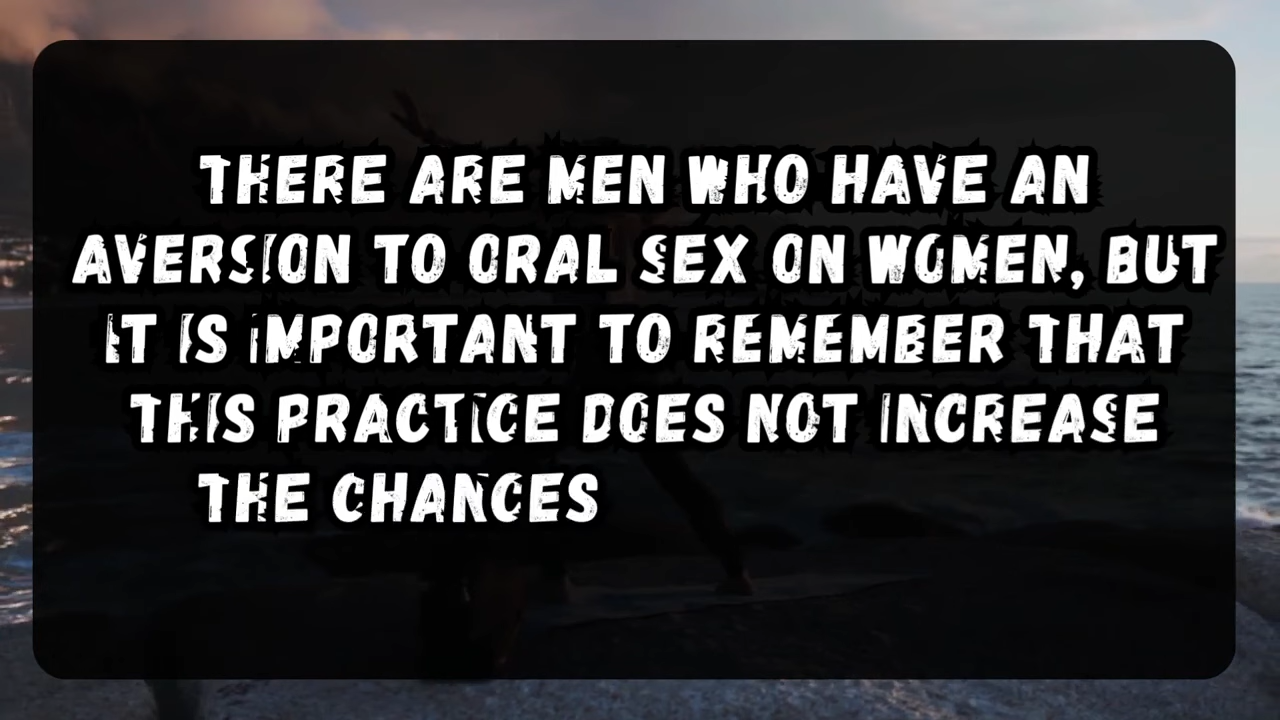 THERE ARE MEN WHO HAVE AN
AVERSION TO ORAL SEX ON WOMEN, BUT
IT IS IMPORTANT TO REMEMBER THAT
THIS PRACTICE DOES NOT INCREASE
THE CHANCES